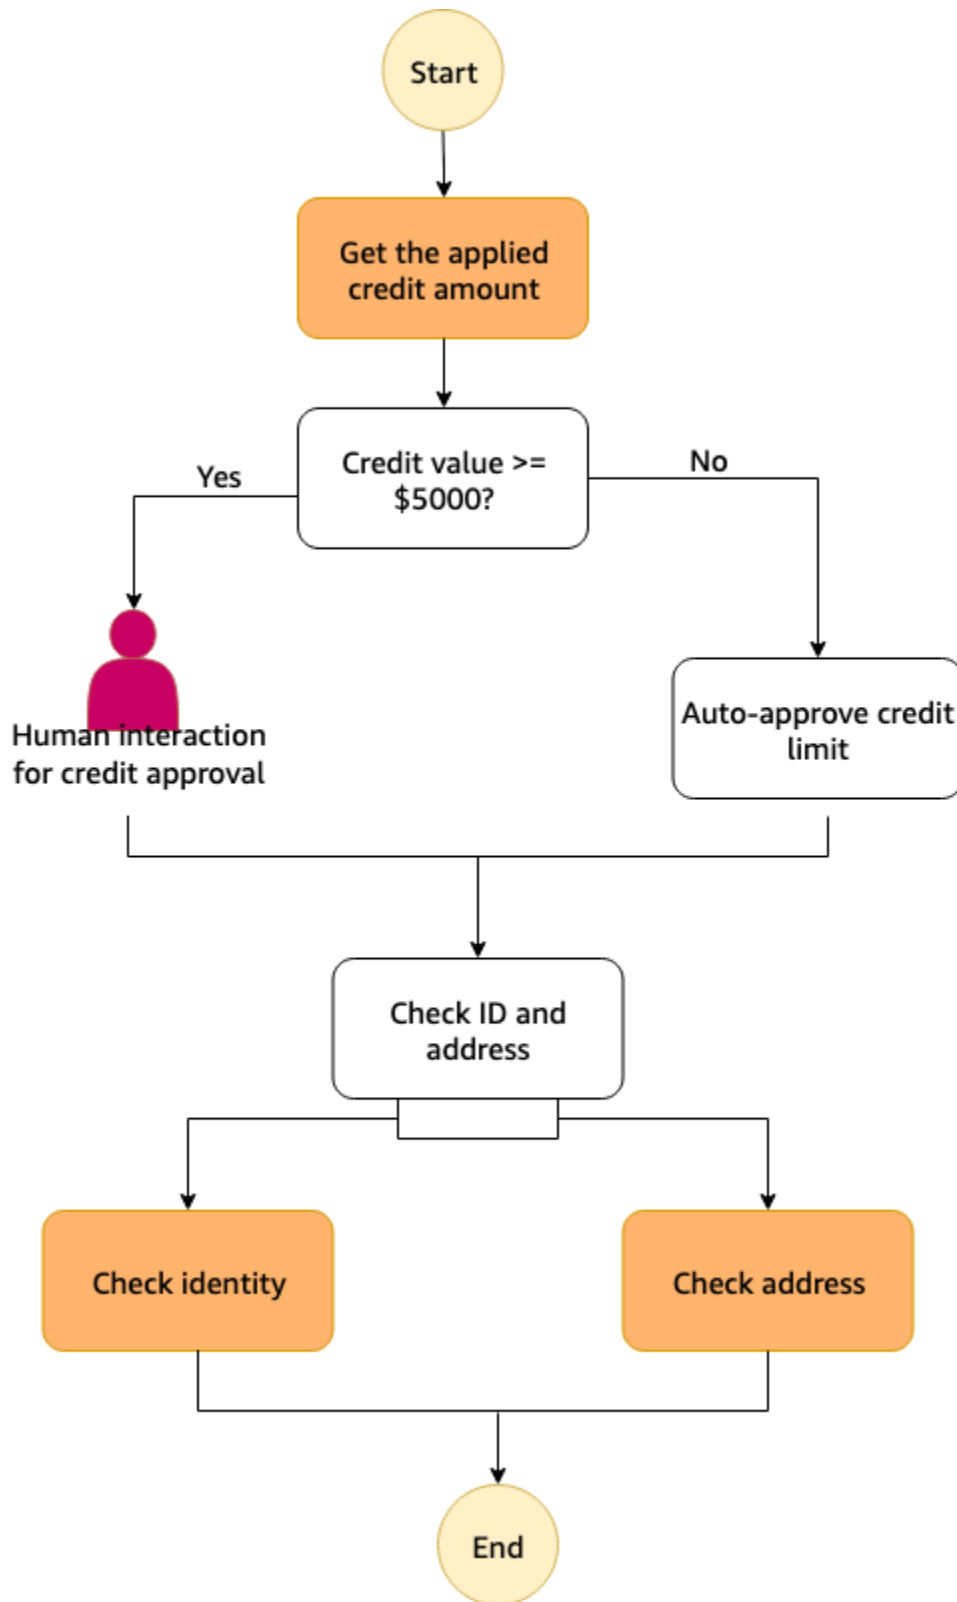 Start
Get the applied
credit amount
Credit value >=
$5000?
Yes
No
Human interaction
for credit approval
Auto-approve credit
limit
Check ID and
address
Check identity
Check address
End